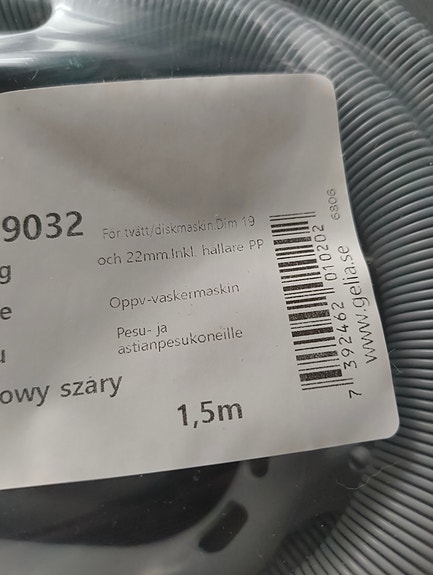 9032
g
e
u
owy szary
For tvätt/diskmaskin.Dim 19
och 22mm.Inkl. hållare PP
Oppv-vaskermaskin
Pesu- ja
astianpesukoneille
1,5m
7 392462 010202
6806
www.gelia.se